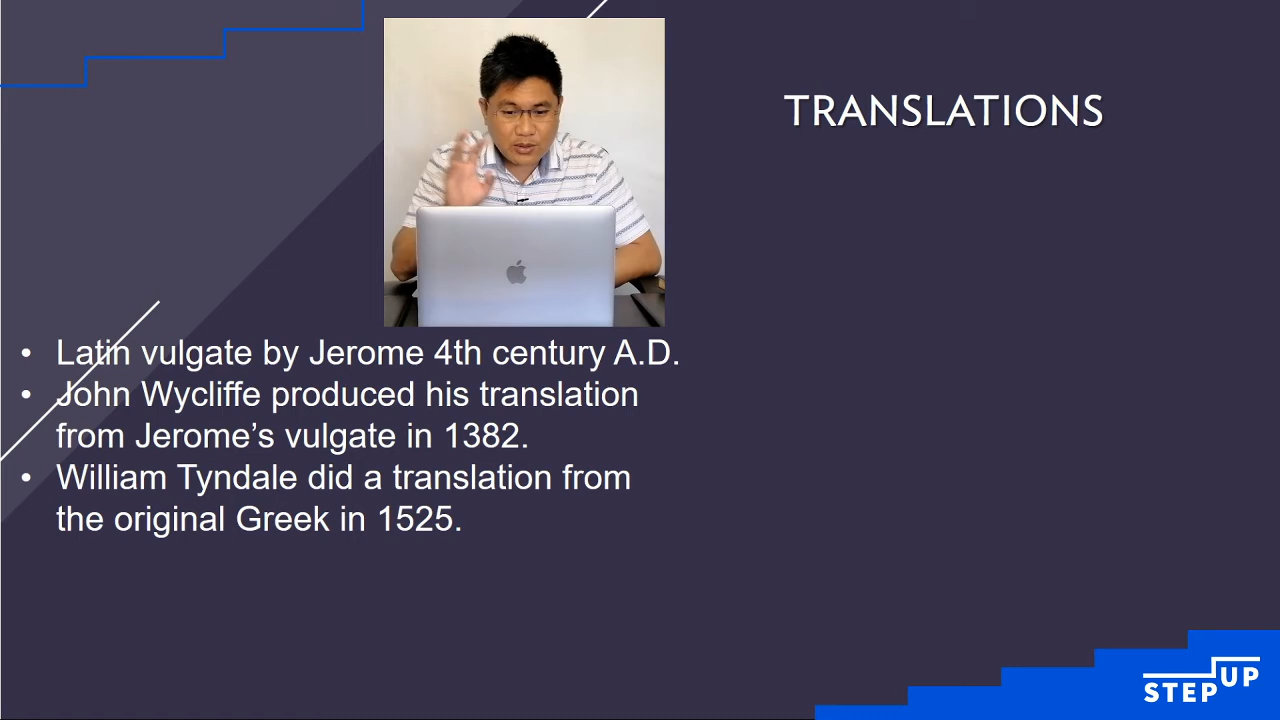 TRANSLATIONS
• Latin vulgate by Jerome 4th century A.D.
• John Wycliffe produced his translation
from Jerome’s vulgate in 1382.
• William Tyndale did a translation from
the original Greek in 1525.
STEP UP